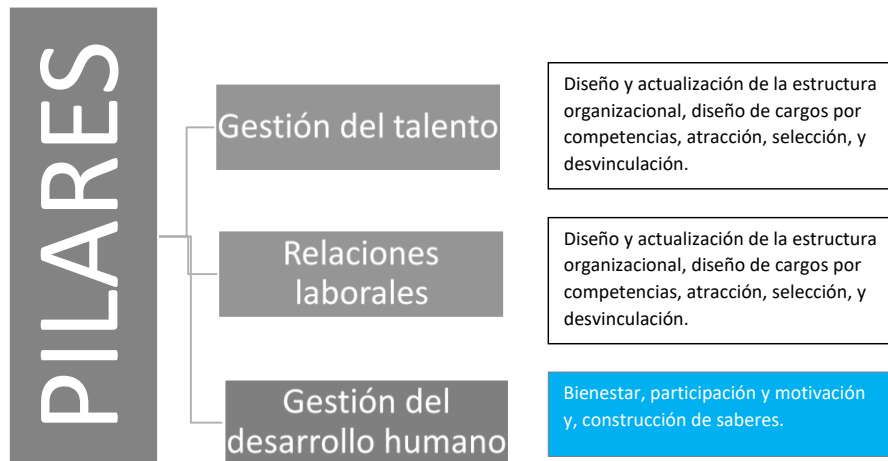 PILARES
Gestión del talento
Diseño y actualización de la estructura
organizacional, diseño de cargos por
competencias, atracción, selección, y
desvinculación.
Relaciones
laborales
Diseño y actualización de la estructura
organizacional, diseño de cargos por
competencias, atracción, selección, y
desvinculación.
Gestión del
desarrollo humano
Bienestar, participación y motivación
y, construcción de saberes.